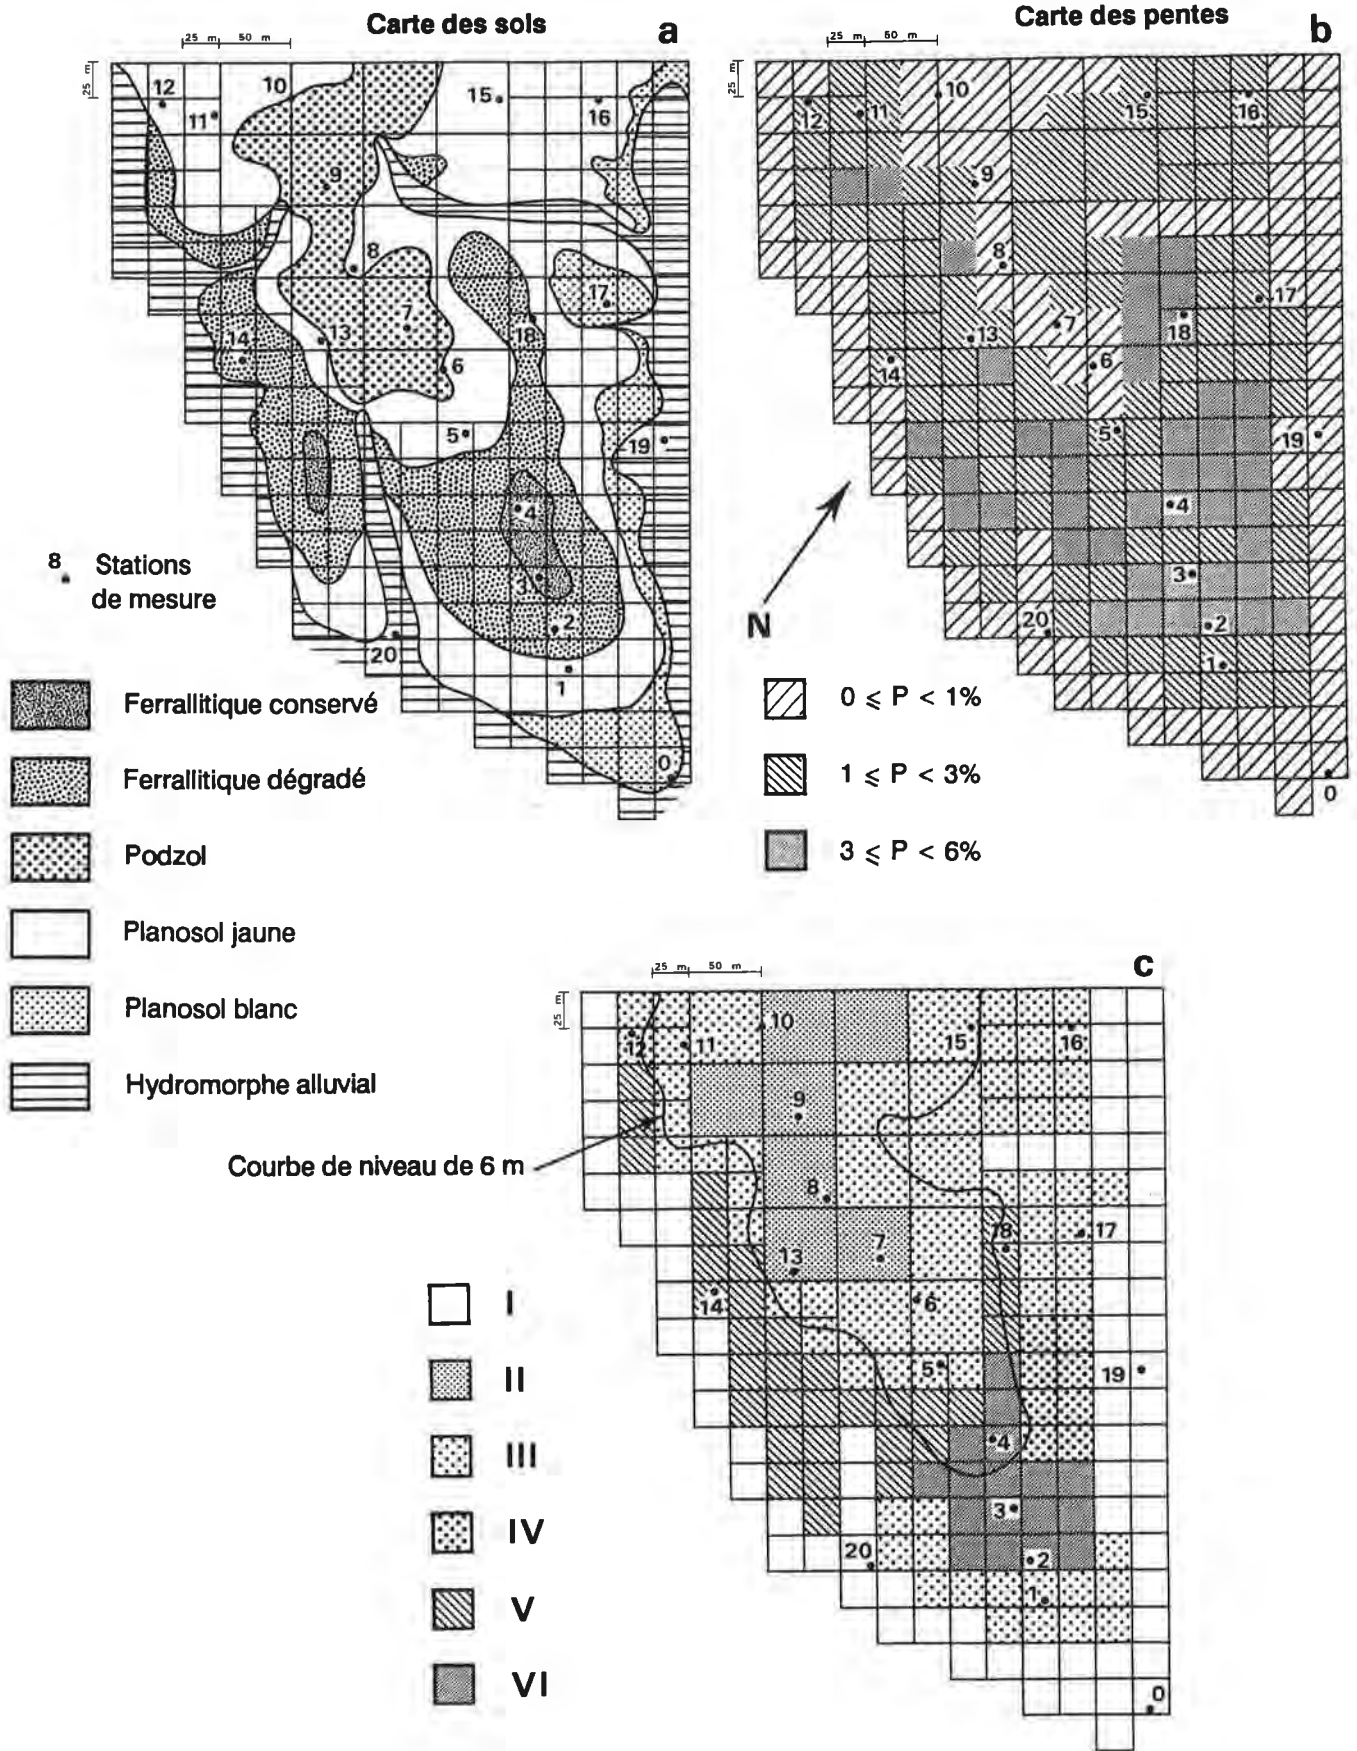 Carte des sols
a
25 m 50 m
25 m
12
10
15
11
16
9
8
17
7
14
13
18
6
5
19
4
3
2
20
1
0
8 Stations
de mesure
Ferrallitique conservé
Ferrallitique dégradé
Podzol
Planosol jaune
Planosol blanc
Hydromorphe alluvial
Carte des pentes
b
25 m 50 m
25 m
10
12
11
15
16
9
8
17
7
13
18
14
6
5
19
4
3
20
2
1
0
N
0 ⩽ P < 1%
1 ⩽ P < 3%
3 ⩽ P < 6%
c
25 m 50 m
25 m
10
12
11
15
16
9
Courbe de niveau de 6 m
8
18
17
13
7
14
6
5
19
4
3
20
2
1
0
I
II
III
IV
V
VI